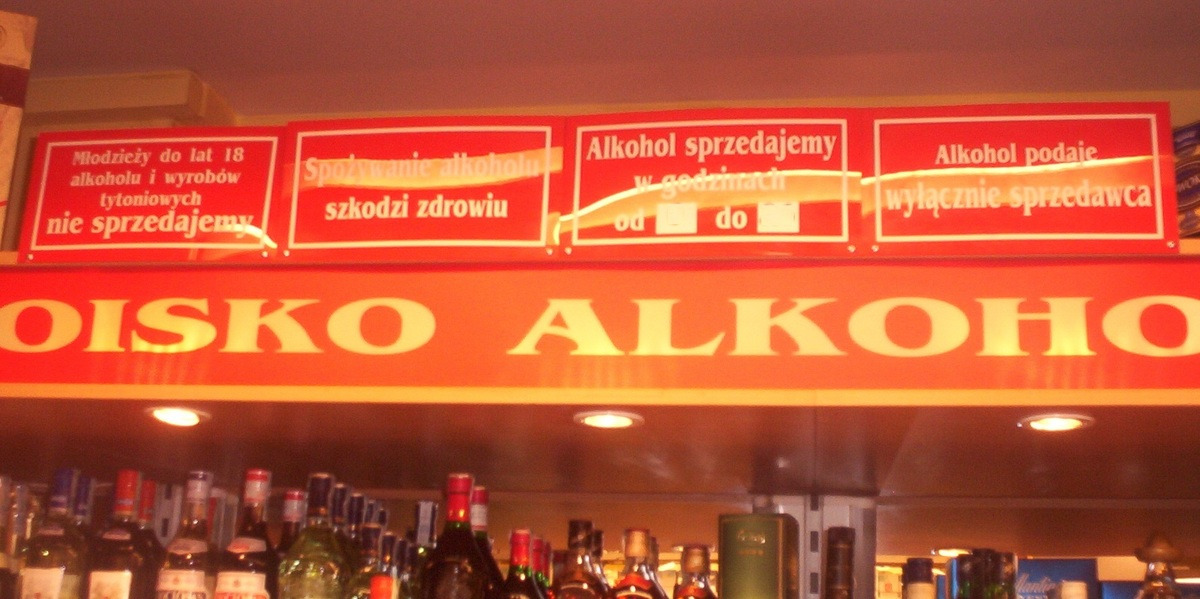 Młodzieży do lat 18
alkoholu i wyrobów
tytoniowych
nie sprzedajemy
Spożywanie alkoholu
szkodzi zdrowiu
Alkohol sprzedajemy
w godzinach
od do
Alkohol podaje
wyłącznie sprzedawca
OISKO ALKOHO